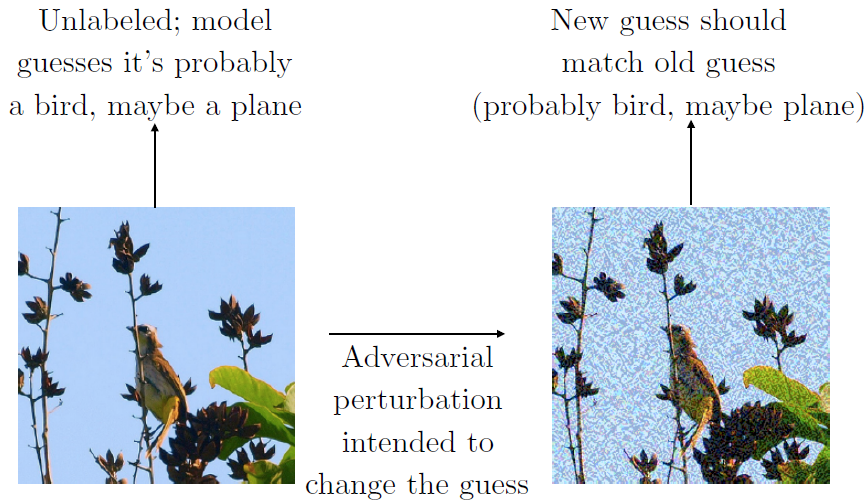 Unlabeled; model
guesses it's probably
a bird, maybe a plane
New guess should
match old guess
(probably bird, maybe plane)
Adversarial
perturbation
intended to
change the guess